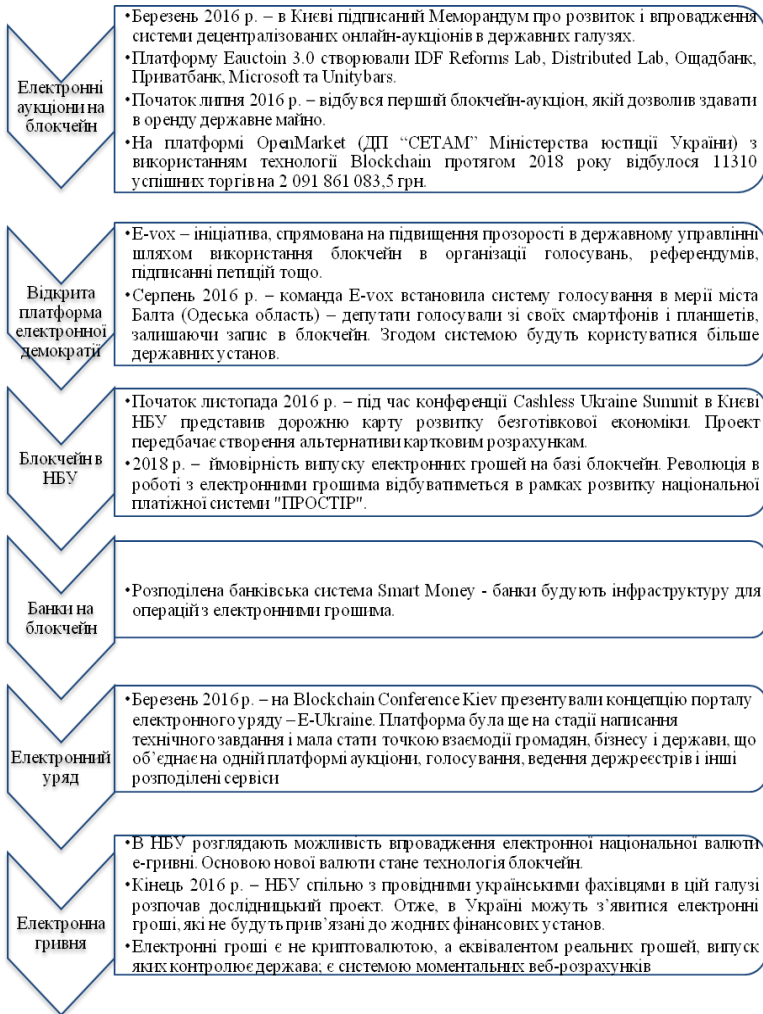 Електронні
аукціони на
блокчейн
•Березень 2016 р. – в Києві підписаний Меморандум про розвиток і впровадження
системи децентралізованих онлайн-аукціонів в державних галузях.
•Платформу Eauctoin 3.0 створювали IDF Reforms Lab, Distributed Lab, Ощадбанк,
Приватбанк, Microsoft та Unitybars.
•Початок липня 2016 р. – відбувся перший блокчейн-аукціон, якій дозволив здавати
в оренду державне майно.
•На платформі OpenMarket (ДП “СЕТАМ” Міністерства юстиції України) з
використанням технології Blockchain протягом 2018 року відбулося 11310
успішних торгів на 2 091 861 083,5 грн.
Відкрита
платформа
електронної
демократії
•E-vox – ініціатива, спрямована на підвищення прозорості в державному управлінні
шляхом використання блокчейн в організації голосувань, референдумів,
підписанні петицій тощо.
•Серпень 2016 р. – команда E-vox встановила систему голосування в мерії міста
Балта (Одеська область) – депутати голосували зі своїх смартфонів і планшетів,
залишаючи запис в блокчейн. Згодом системою будуть користуватися більше
державних установ.
Блокчейн в
НБУ
•Початок листопада 2016 р. – під час конференції Cashless Ukraine Summit в Києві
НБУ представив дорожню карту розвитку безготівкової економіки. Проект
передбачає створення альтернативи картковим розрахункам.
•2018 р. – ймовірність випуску електронних грошей на базі блокчейн. Революція в
роботі з електронними грошима відбуватиметься в рамках розвитку національної
платіжної системи "ПРОСТІР".
Банки на
блокчейн
•Розподілена банківська система Smart Money - банки будують інфраструктуру для
операцій з електронними грошима.
Електронний
уряд
•Березень 2016 р. – на Blockchain Conference Kiev презентували концепцію порталу
електронного уряду – E-Ukraine. Платформа була ще на стадії написання
технічного завдання і мала стати точкою взаємодії громадян, бізнесу і держави, що
об’єднає на одній платформі аукціони, голосування, ведення держреєстрів і інші
розподілені сервіси
Електронна
гривня
•В НБУ розглядають можливість впровадження електронної національної валюти
е-гривні. Основою нової валюти стане технологія блокчейн.
•Кінець 2016 р. – НБУ спільно з провідними українськими фахівцями в цій галузі
розпочав дослідницький проект. Отже, в Україні можуть з’явитися електронні
гроші, які не будуть прив’язані до жодних фінансових установ.
•Електронні гроші є не криптовалютою, а еквівалентом реальних грошей, випуск
яких контролює держава; є системою моментальних веб-розрахунків